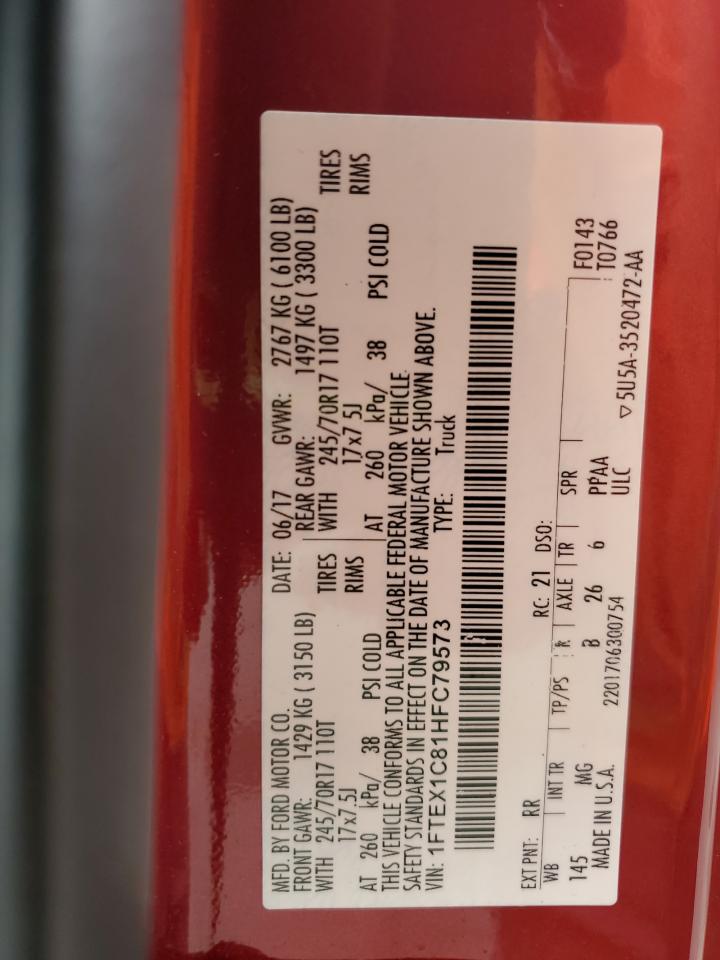 MFD. BY FORD MOTOR CO. DATE: 06/17 GVWR: 2767 KG ( 6100 LB)
FRONT GAWR: 1429 KG ( 3150 LB) REAR GAWR: 1497 KG ( 3300 LB)
WITH 245/70R17 110T TIRES WITH 245/70R17 110T TIRES
17x7.5J RIMS 17x7.5J RIMS
AT 260 kPa/ 38 PSI COLD AT 260 kPa/ 38 PSI COLD
THIS VEHICLE CONFORMS TO ALL APPLICABLE FEDERAL MOTOR VEHICLE
SAFETY STANDARDS IN EFFECT ON THE DATE OF MANUFACTURE SHOWN ABOVE.
VIN: 1FTEX1C81HFC79573 TYPE: Truck
EXT PNT: RR RC: 21 DSO: F0143
WB INT TR TP/PS R AXLE TR SPR T0766
145 MG B 26 6 PPAA
MADE IN U.S.A. 2201706300754 ULC ▽5U5A-3520472-AA